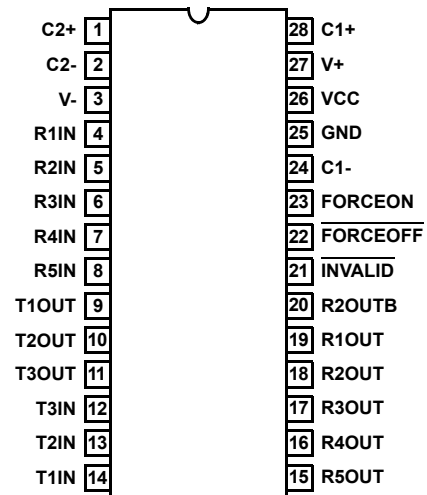 C2+ 1 28 C1+
C2- 2 27 V+
V- 3 26 VCC
R1IN 4 25 GND
R2IN 5 24 C1-
R3IN 6 23 FORCEON
R4IN 7 22 FORCEOFF
R5IN 8 21 INVALID
T1OUT 9 20 R2OUTB
T2OUT 10 19 R1OUT
T3OUT 11 18 R2OUT
T3IN 12 17 R3OUT
T2IN 13 16 R4OUT
T1IN 14 15 R5OUT